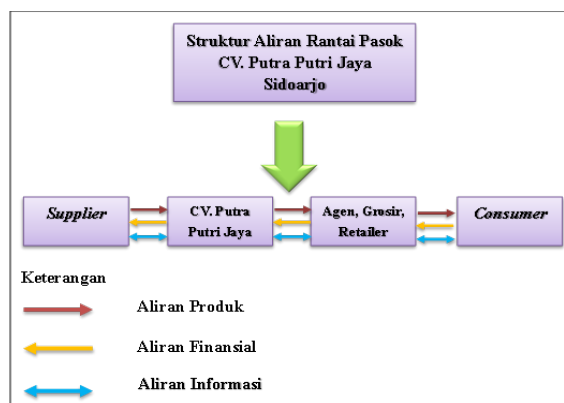 Struktur Aliran Rantai Pasok
CV. Putra Putri Jaya
Sidoarjo
Supplier
CV. Putra
Putri Jaya
Agen, Grosir,
Retailer
Consumer
Keterangan
Aliran Produk
Aliran Finansial
Aliran Informasi